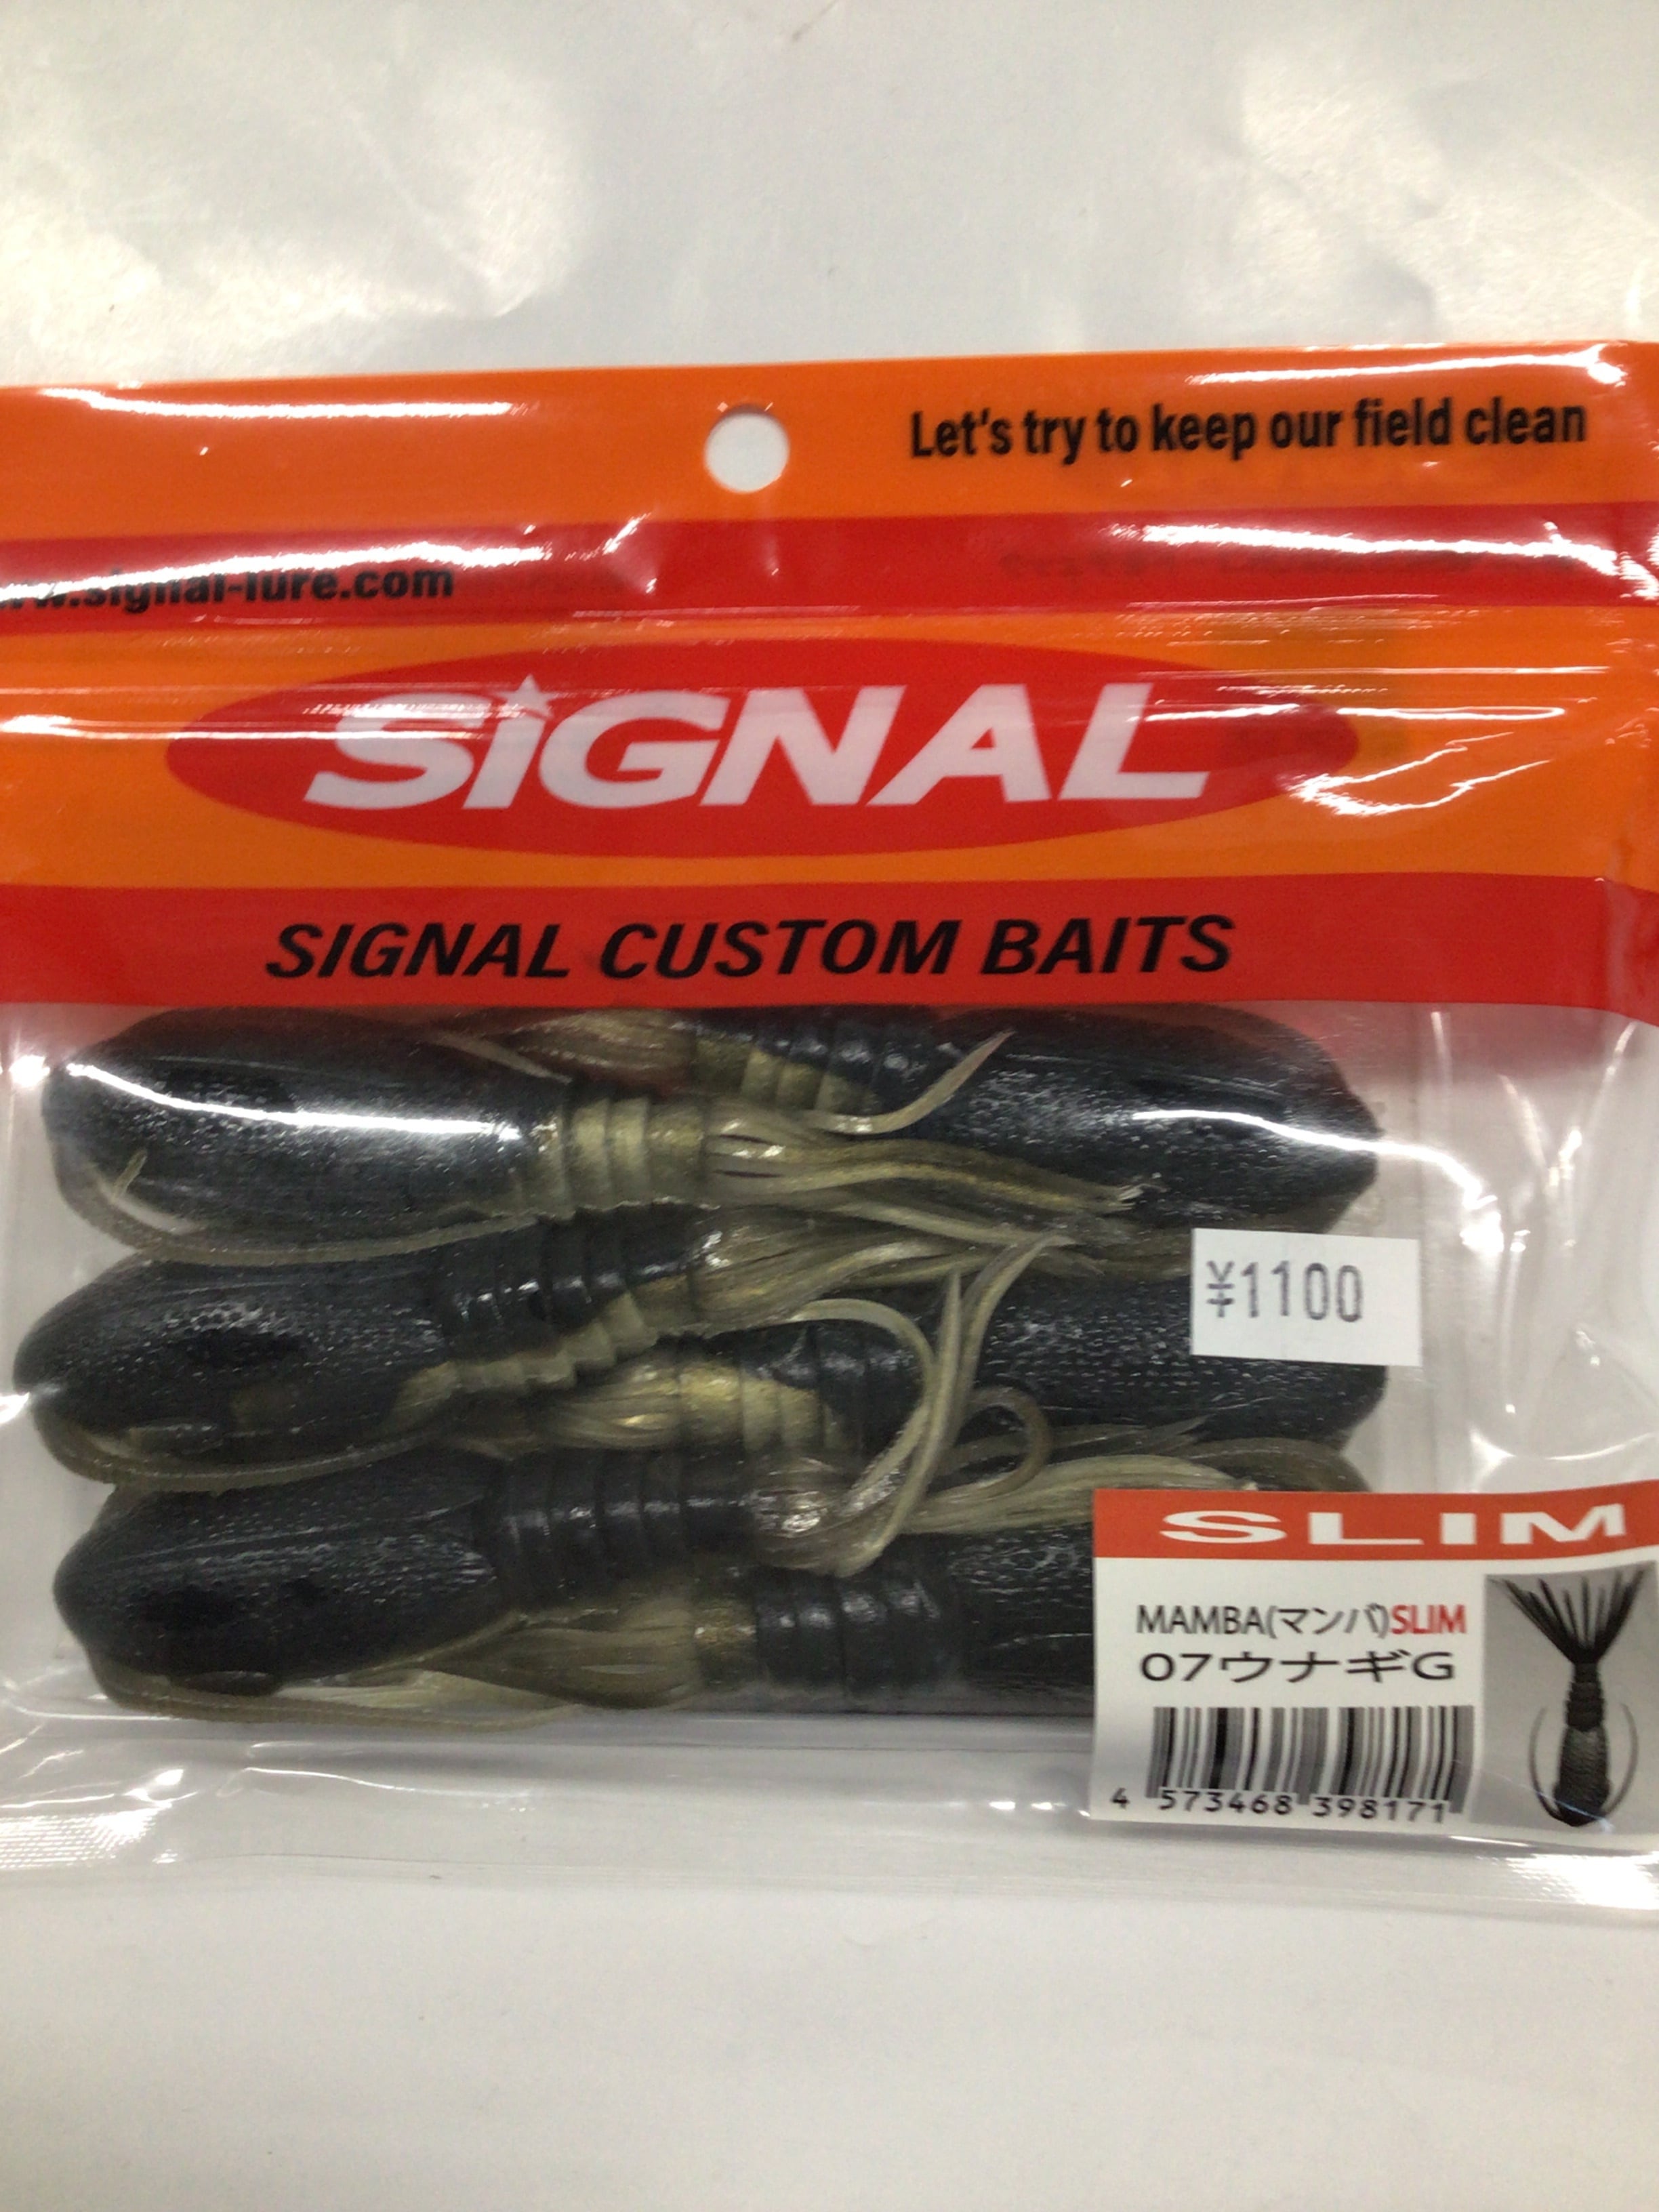 Let's try to keep our field clean
www.signal-lure.com
SiGNAL
SIGNAL CUSTOM BAITS
¥1100
SLIM
MAMBA(マンバ)SLIM
07ウナギG
4 573468 398171